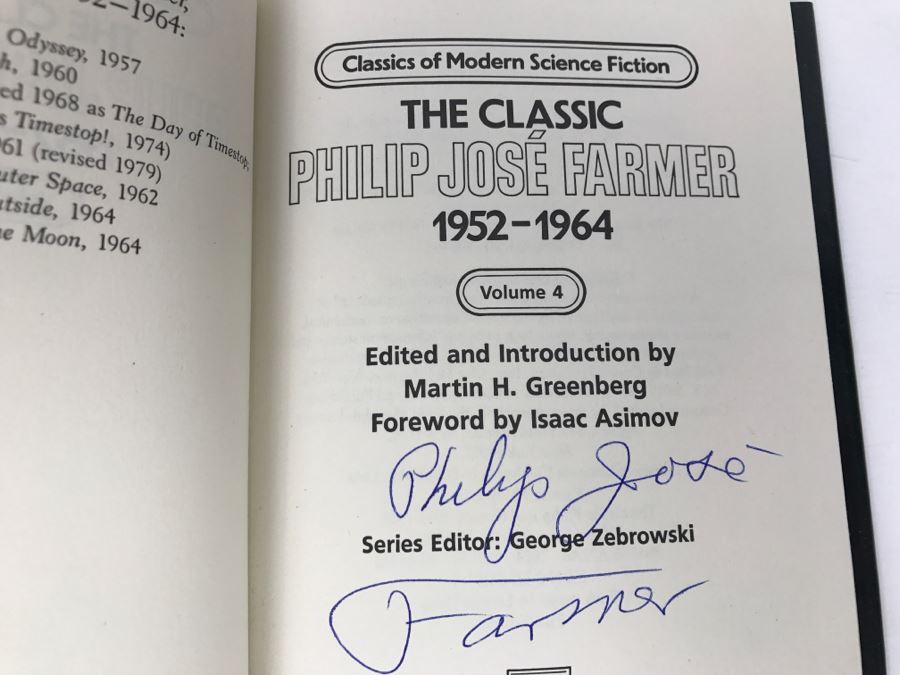 2–1964:
Odyssey, 1957
h, 1960
ed 1968 as The Day of Timestop;
s Timestop!, 1974)
61 (revised 1979)
uter Space, 1962
utside, 1964
e Moon, 1964
Classics of Modern Science Fiction
THE CLASSIC
PHILIP JOSÉ FARMER
1952–1964
Volume 4
Edited and Introduction by
Martin H. Greenberg
Foreword by Isaac Asimov
Philip José
Series Editor: George Zebrowski
Farmer